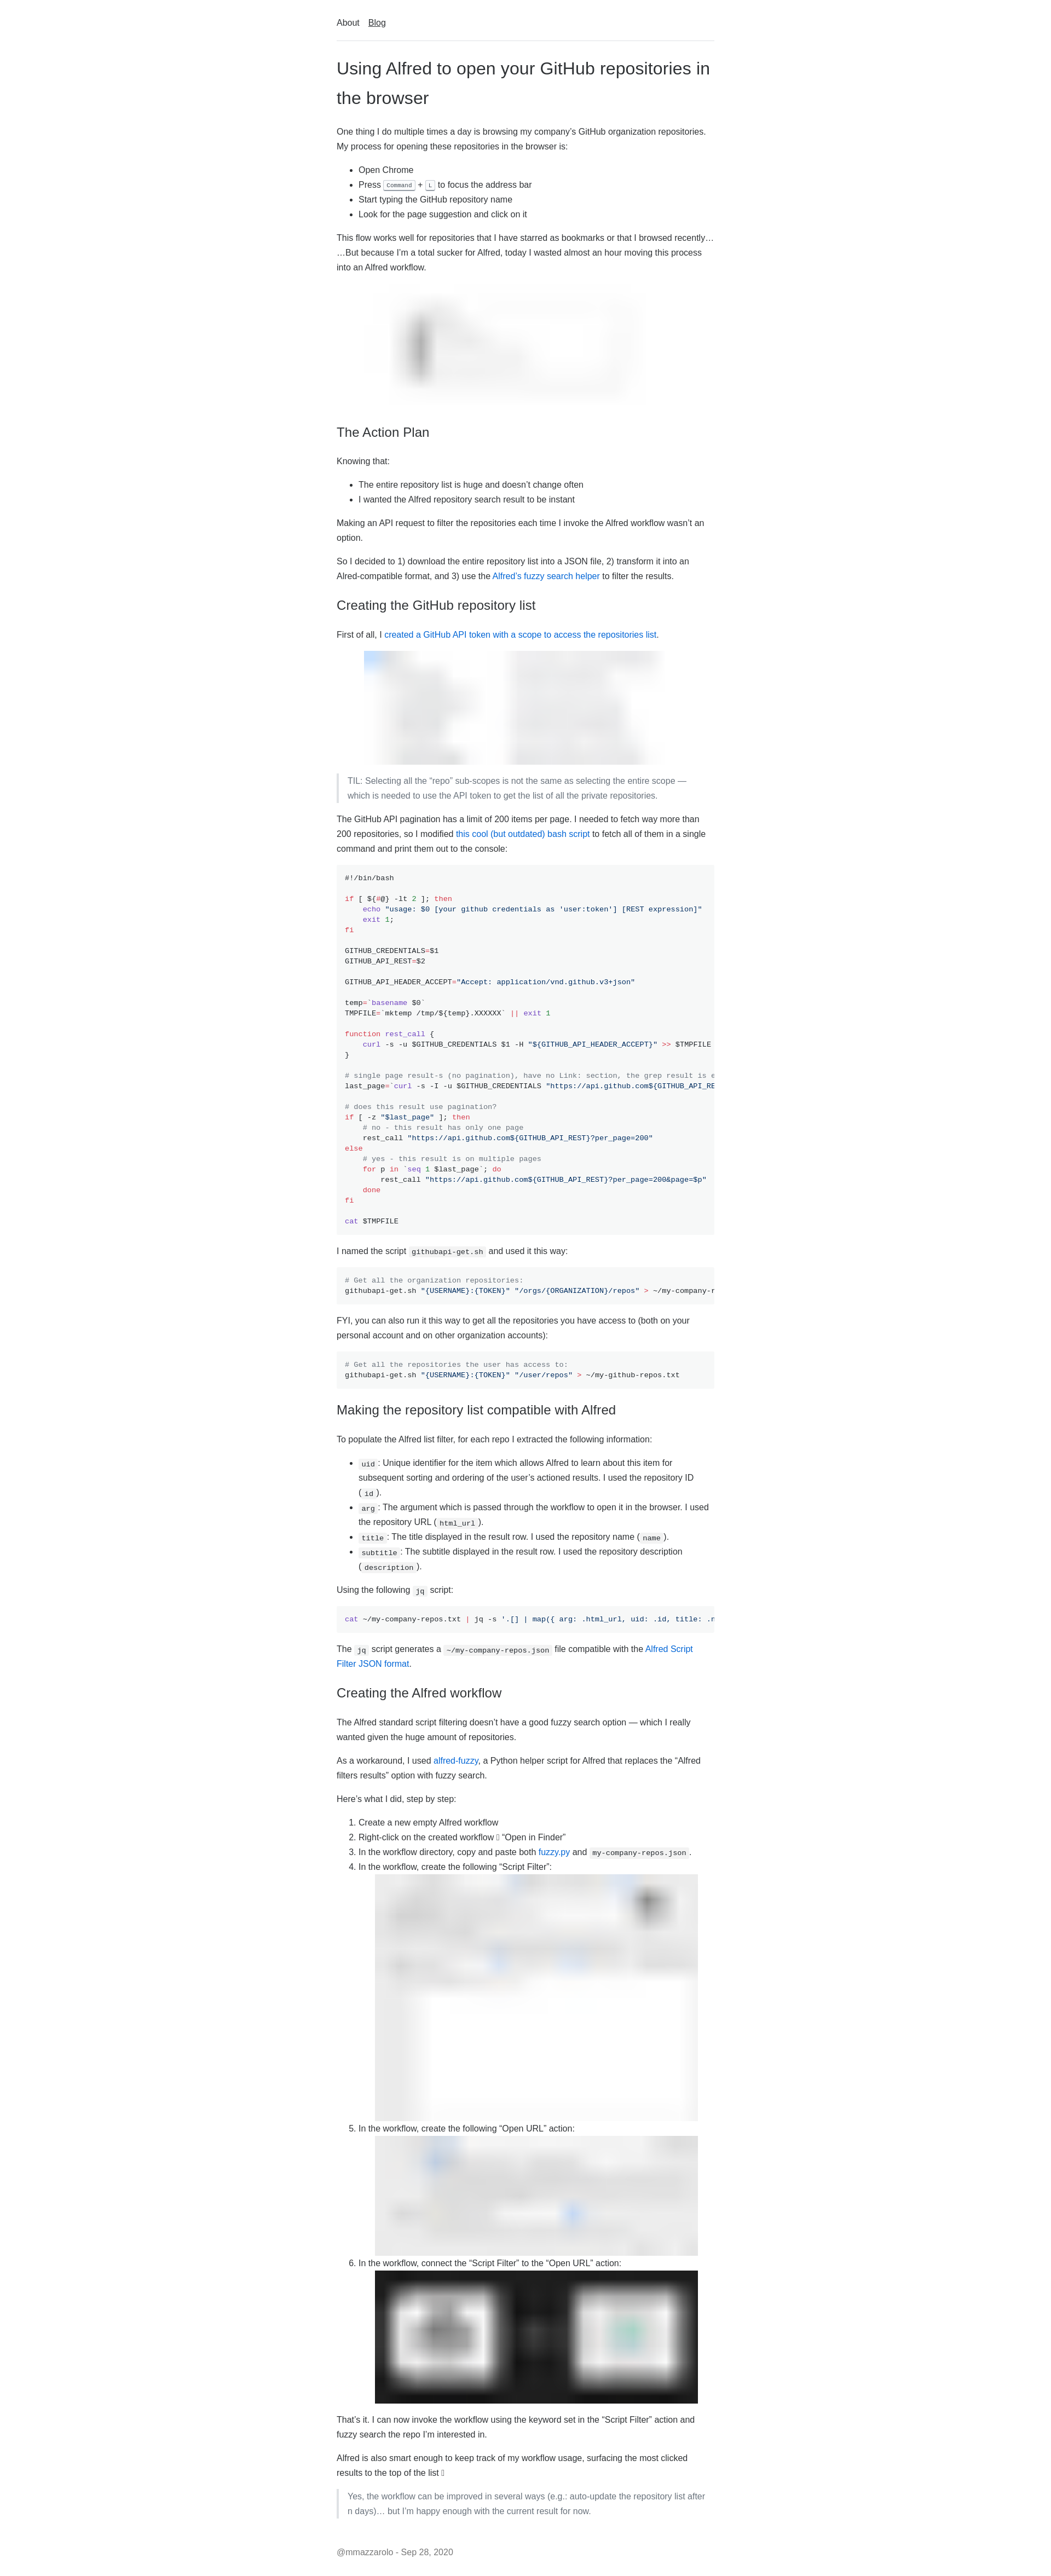 About Blog
Using Alfred to open your GitHub repositories in
the browser
One thing I do multiple times a day is browsing my company’s GitHub organization repositories.
My process for opening these repositories in the browser is:
• Open Chrome
• Press Command + L to focus the address bar
• Start typing the GitHub repository name
• Look for the page suggestion and click on it
This flow works well for repositories that I have starred as bookmarks or that I browsed recently…
…But because I’m a total sucker for Alfred, today I wasted almost an hour moving this process
into an Alfred workflow.
The Action Plan
Knowing that:
• The entire repository list is huge and doesn’t change often
• I wanted the Alfred repository search result to be instant
Making an API request to filter the repositories each time I invoke the Alfred workflow wasn’t an
option.
So I decided to 1) download the entire repository list into a JSON file, 2) transform it into an
Alred-compatible format, and 3) use the Alfred’s fuzzy search helper to filter the results.
Creating the GitHub repository list
First of all, I created a GitHub API token with a scope to access the repositories list.
TIL: Selecting all the “repo” sub-scopes is not the same as selecting the entire scope —
which is needed to use the API token to get the list of all the private repositories.
The GitHub API pagination has a limit of 200 items per page. I needed to fetch way more than
200 repositories, so I modified this cool (but outdated) bash script to fetch all of them in a single
command and print them out to the console:
#!/bin/bash
if [ ${#@} -lt 2 ]; then
    echo "usage: $0 [your github credentials as 'user:token'] [REST expression]"
    exit 1;
fi
GITHUB_CREDENTIALS=$1
GITHUB_API_REST=$2
GITHUB_API_HEADER_ACCEPT="Accept: application/vnd.github.v3+json"
temp=`basename $0`
TMPFILE=`mktemp /tmp/${temp}.XXXXXX` || exit 1
function rest_call {
    curl -s -u $GITHUB_CREDENTIALS $1 -H "${GITHUB_API_HEADER_ACCEPT}" >> $TMPFILE
}
# single page result-s (no pagination), have no Link: section, the grep result is e
last_page=`curl -s -I -u $GITHUB_CREDENTIALS "https://api.github.com${GITHUB_API_RE
# does this result use pagination?
if [ -z "$last_page" ]; then
    # no - this result has only one page
    rest_call "https://api.github.com${GITHUB_API_REST}?per_page=200"
else
    # yes - this result is on multiple pages
    for p in `seq 1 $last_page`; do
        rest_call "https://api.github.com${GITHUB_API_REST}?per_page=200&page=$p"
    done
fi
cat $TMPFILE
I named the script githubapi-get.sh and used it this way:
# Get all the organization repositories:
githubapi-get.sh "{USERNAME}:{TOKEN}" "/orgs/{ORGANIZATION}/repos" > ~/my-company-r
FYI, you can also run it this way to get all the repositories you have access to (both on your
personal account and on other organization accounts):
# Get all the repositories the user has access to:
githubapi-get.sh "{USERNAME}:{TOKEN}" "/user/repos" > ~/my-github-repos.txt
Making the repository list compatible with Alfred
To populate the Alfred list filter, for each repo I extracted the following information:
• uid: Unique identifier for the item which allows Alfred to learn about this item for
subsequent sorting and ordering of the user’s actioned results. I used the repository ID
(id).
• arg: The argument which is passed through the workflow to open it in the browser. I used
the repository URL (html_url).
• title: The title displayed in the result row. I used the repository name (name).
• subtitle: The subtitle displayed in the result row. I used the repository description
(description).
Using the following jq script:
cat ~/my-company-repos.txt | jq -s '.[] | map({ arg: .html_url, uid: .id, title: .n
The jq script generates a ~/my-company-repos.json file compatible with the Alfred Script
Filter JSON format.
Creating the Alfred workflow
The Alfred standard script filtering doesn’t have a good fuzzy search option — which I really
wanted given the huge amount of repositories.
As a workaround, I used alfred-fuzzy, a Python helper script for Alfred that replaces the “Alfred
filters results” option with fuzzy search.
Here’s what I did, step by step:
1. Create a new empty Alfred workflow
2. Right-click on the created workflow “Open in Finder”
3. In the workflow directory, copy and paste both fuzzy.py and my-company-repos.json.
4. In the workflow, create the following “Script Filter”:
5. In the workflow, create the following “Open URL” action:
6. In the workflow, connect the “Script Filter” to the “Open URL” action:
That’s it. I can now invoke the workflow using the keyword set in the “Script Filter” action and
fuzzy search the repo I’m interested in.
Alfred is also smart enough to keep track of my workflow usage, surfacing the most clicked
results to the top of the list
Yes, the workflow can be improved in several ways (e.g.: auto-update the repository list after
n days)… but I’m happy enough with the current result for now.
@mmazzarolo - Sep 28, 2020